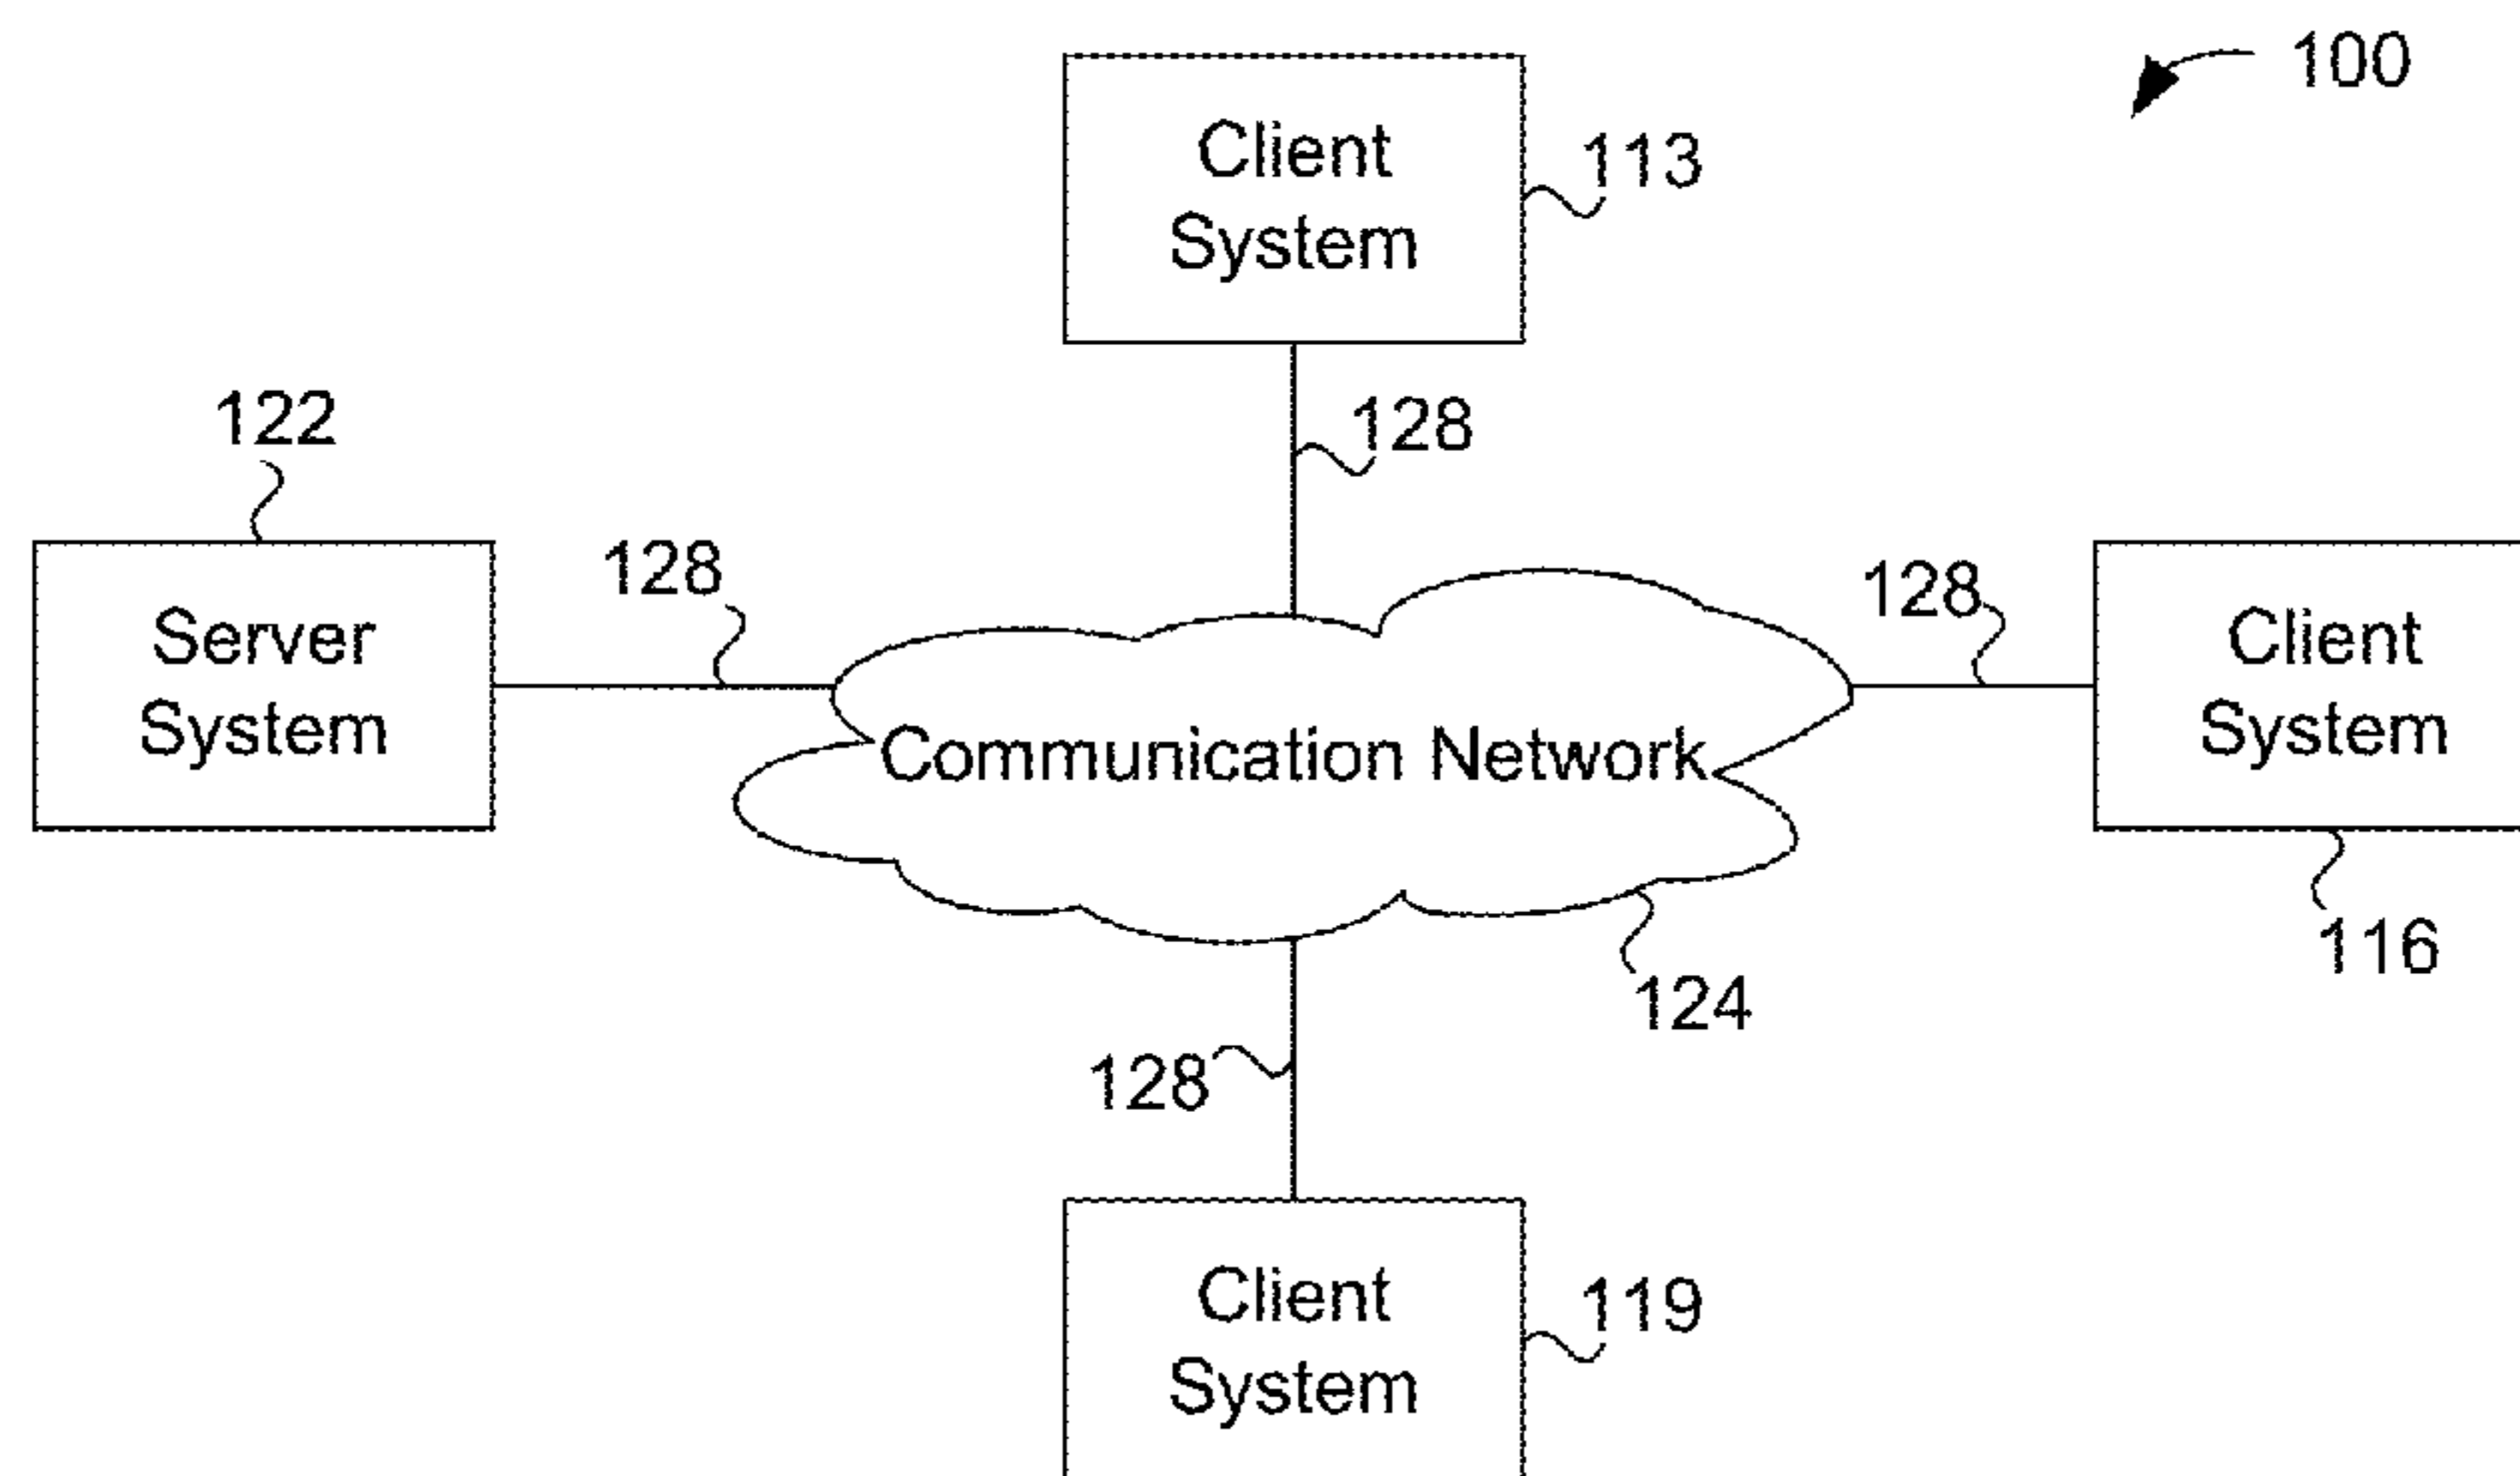 100
Client
System
113
128
122
Server
System
128
128
Client
System
Communication Network
116
124
128
Client
System
119